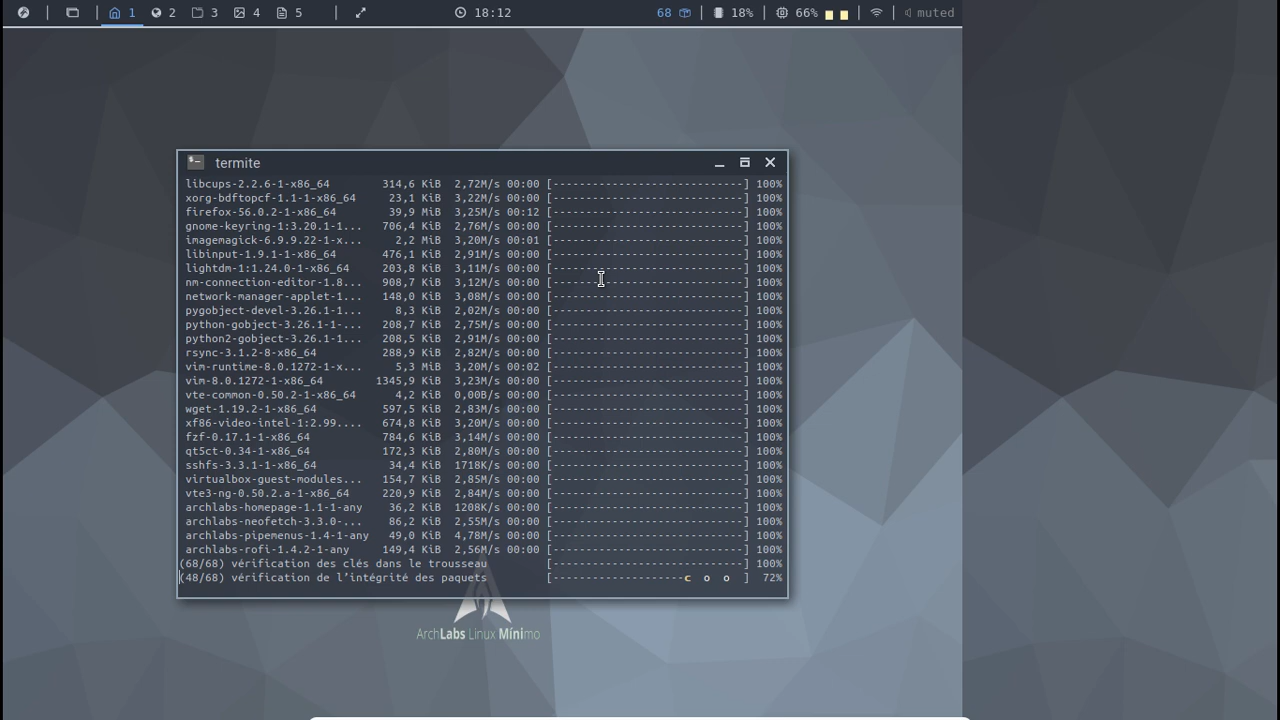 1 2 3 4 5 18:12 68 18% 66% muted
termite
libcups-2.2.6-1-x86_64 314,6 KiB 2,72M/s 00:00 [-----------------------------] 100%
xorg-bdftopcf-1.1-1-x86_64 23,1 KiB 3,22M/s 00:00 [-----------------------------] 100%
firefox-56.0.2-1-x86_64 39,9 MiB 3,25M/s 00:12 [-----------------------------] 100%
gnome-keyring-1:3.20.1-1... 706,4 KiB 2,76M/s 00:00 [-----------------------------] 100%
imagemagick-6.9.9.22-1-x... 2,2 MiB 3,20M/s 00:01 [-----------------------------] 100%
libinput-1.9.1-1-x86_64 476,1 KiB 2,91M/s 00:00 [-----------------------------] 100%
lightdm-1:1.24.0-1-x86_64 203,8 KiB 3,11M/s 00:00 [-----------------------------] 100%
nm-connection-editor-1.8... 908,7 KiB 3,12M/s 00:00 [-----------------------------] 100%
network-manager-applet-1... 148,0 KiB 3,08M/s 00:00 [-----------------------------] 100%
pygobject-devel-3.26.1-1... 8,3 KiB 2,02M/s 00:00 [-----------------------------] 100%
python-gobject-3.26.1-1-... 208,7 KiB 2,75M/s 00:00 [-----------------------------] 100%
python2-gobject-3.26.1-1... 208,5 KiB 2,91M/s 00:00 [-----------------------------] 100%
rsync-3.1.2-8-x86_64 288,9 KiB 2,82M/s 00:00 [-----------------------------] 100%
vim-runtime-8.0.1272-1-x... 5,3 MiB 3,20M/s 00:02 [-----------------------------] 100%
vim-8.0.1272-1-x86_64 1345,9 KiB 3,23M/s 00:00 [-----------------------------] 100%
vte-common-0.50.2-1-x86_64 4,2 KiB 0,00B/s 00:00 [-----------------------------] 100%
wget-1.19.2-1-x86_64 597,5 KiB 2,83M/s 00:00 [-----------------------------] 100%
xf86-video-intel-1:2.99.... 674,8 KiB 3,20M/s 00:00 [-----------------------------] 100%
fzf-0.17.1-1-x86_64 784,6 KiB 3,14M/s 00:00 [-----------------------------] 100%
qt5ct-0.34-1-x86_64 172,3 KiB 2,80M/s 00:00 [-----------------------------] 100%
sshfs-3.3.1-1-x86_64 34,4 KiB 1718K/s 00:00 [-----------------------------] 100%
virtualbox-guest-modules... 154,7 KiB 2,85M/s 00:00 [-----------------------------] 100%
vte3-ng-0.50.2.a-1-x86_64 220,9 KiB 2,84M/s 00:00 [-----------------------------] 100%
archlabs-homepage-1.1-1-any 36,2 KiB 1208K/s 00:00 [-----------------------------] 100%
archlabs-neofetch-3.3.0-... 86,2 KiB 2,55M/s 00:00 [-----------------------------] 100%
archlabs-pipemenus-1.4-1-any 49,0 KiB 4,78M/s 00:00 [-----------------------------] 100%
archlabs-rofi-1.4.2-1-any 149,4 KiB 2,56M/s 00:00 [-----------------------------] 100%
(68/68) vérification des clés dans le trousseau [-----------------------------] 100%
(48/68) vérification de l’intégrité des paquets [--------------------c o o ] 72%
ArchLabs Linux Mínimo